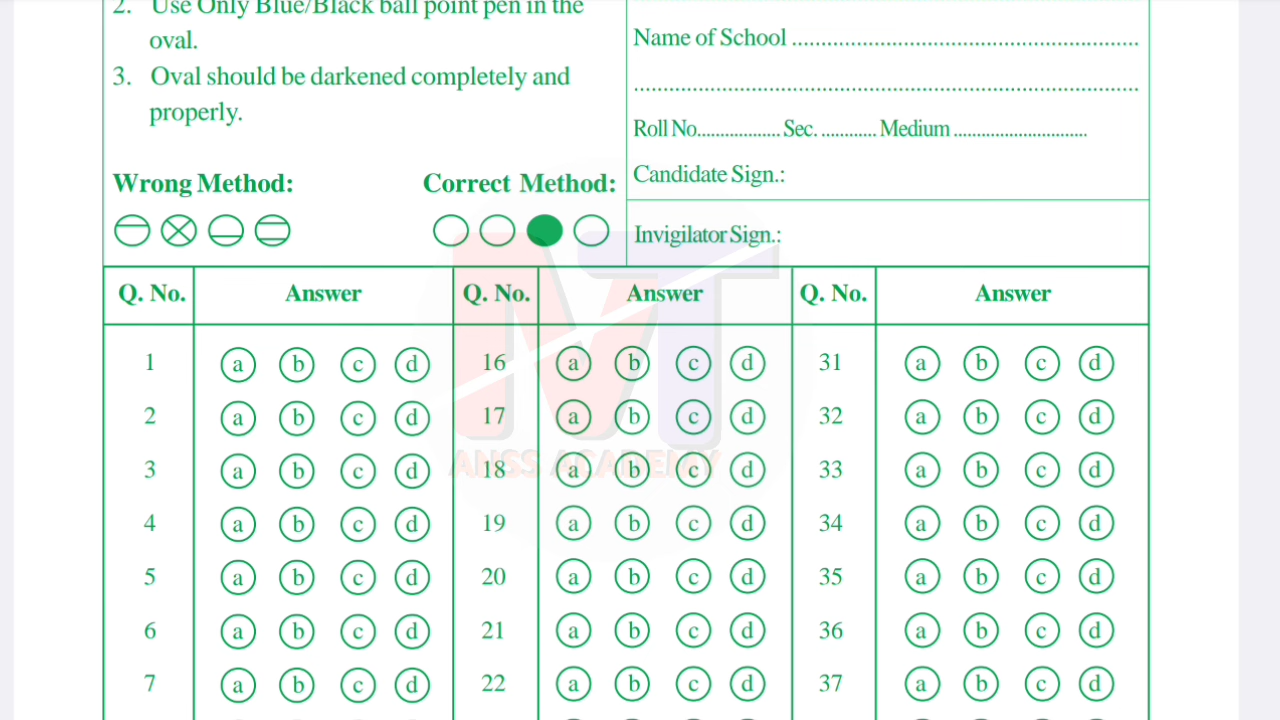 2. Use Only Blue/Black ball point pen in the
oval.
3. Oval should be darkened completely and
properly.
Wrong Method: Correct Method:
Name of School ............................................................
.......................................................................................
Roll No.................. Sec. ............ Medium .............................
Candidate Sign.:
Invigilator Sign.:
Q. No. Answer Q. No. Answer Q. No. Answer
1 a b c d 16 a b c d 31 a b c d
2 a b c d 17 a b c d 32 a b c d
3 a b c d 18 a b c d 33 a b c d
4 a b c d 19 a b c d 34 a b c d
5 a b c d 20 a b c d 35 a b c d
6 a b c d 21 a b c d 36 a b c d
7 a b c d 22 a b c d 37 a b c d
ANSS ACADEMY